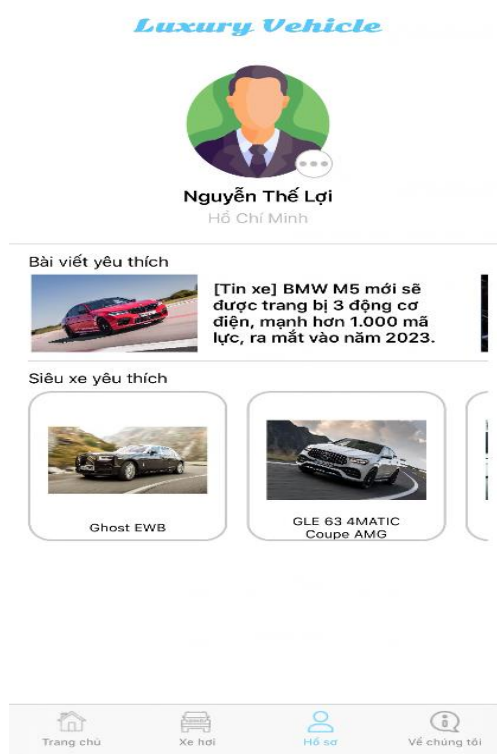 Luxury Vehicle
Nguyễn Thế Lợi
Hồ Chí Minh
Bài viết yêu thích
[Tin xe] BMW M5 mới sẽ
được trang bị 3 động cơ
điện, mạnh hơn 1.000 mã
lực, ra mắt vào năm 2023.
Siêu xe yêu thích
Ghost EWB
GLE 63 4MATIC
Coupe AMG
Trang chủ
Xe hơi
Hồ sơ
Về chúng tôi